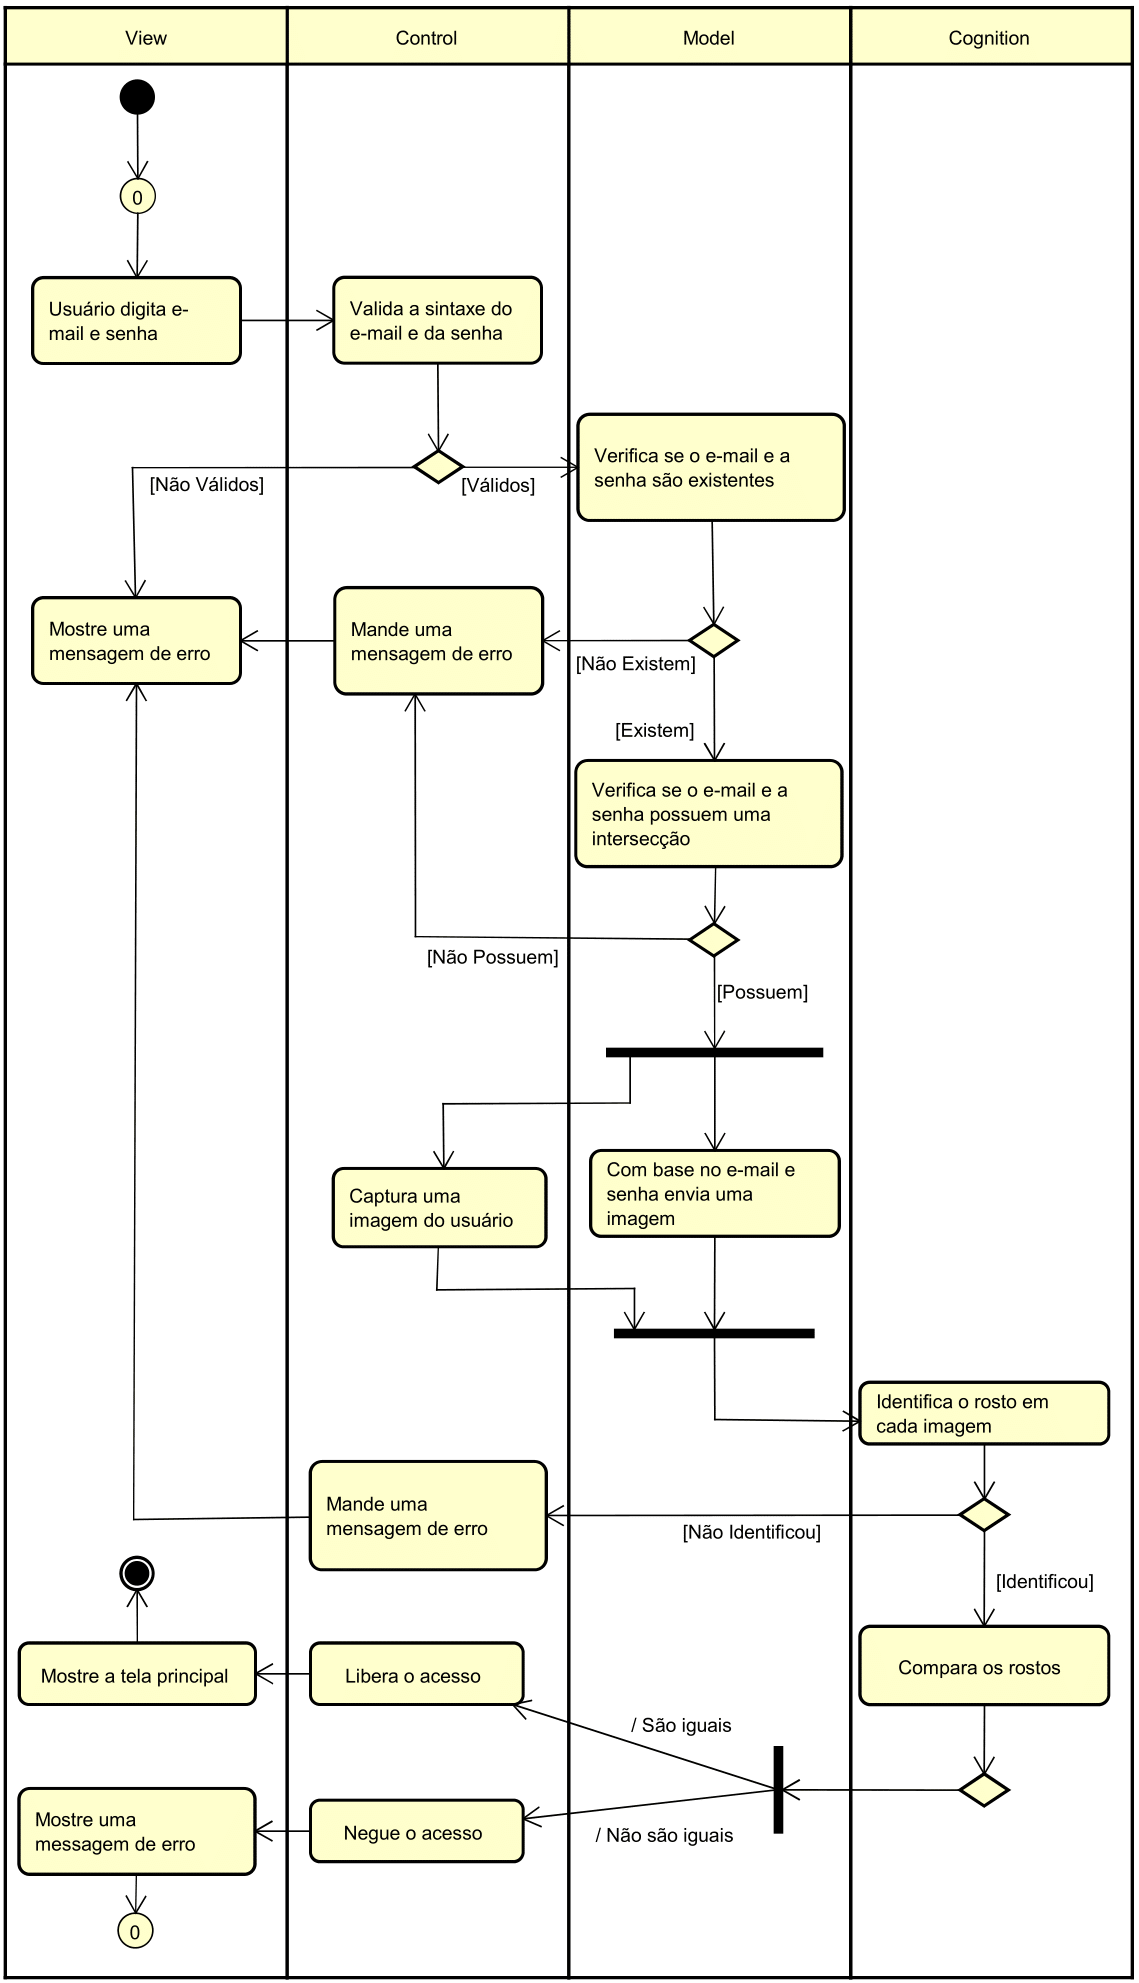 View
Control
Model
Cognition
0
Usuário digita e-
mail e senha
Valida a sintaxe do
e-mail e da senha
Verifica se o e-mail e a
senha são existentes
[Não Válidos]
[Válidos]
Mostre uma
mensagem de erro
Mande uma
mensagem de erro
[Não Existem]
[Existem]
Verifica se o e-mail e a
senha possuem uma
intersecção
[Não Possuem]
[Possuem]
Captura uma
imagem do usuário
Com base no e-mail e
senha envia uma
imagem
Identifica o rosto em
cada imagem
Mande uma
mensagem de erro
[Não Identificou]
[Identificou]
Mostre a tela principal
Libera o acesso
Compara os rostos
/ São iguais
Mostre uma
messagem de erro
Negue o acesso
/ Não são iguais
0